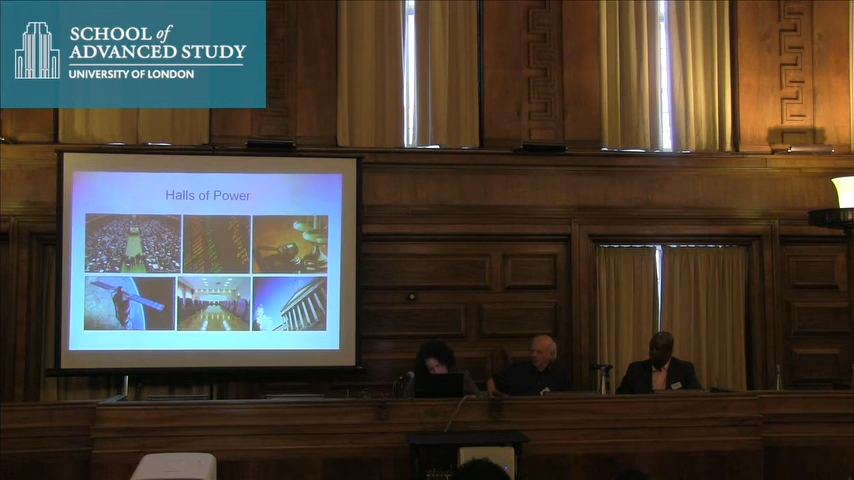 SCHOOL of
ADVANCED STUDY
UNIVERSITY OF LONDON
Halls of Power